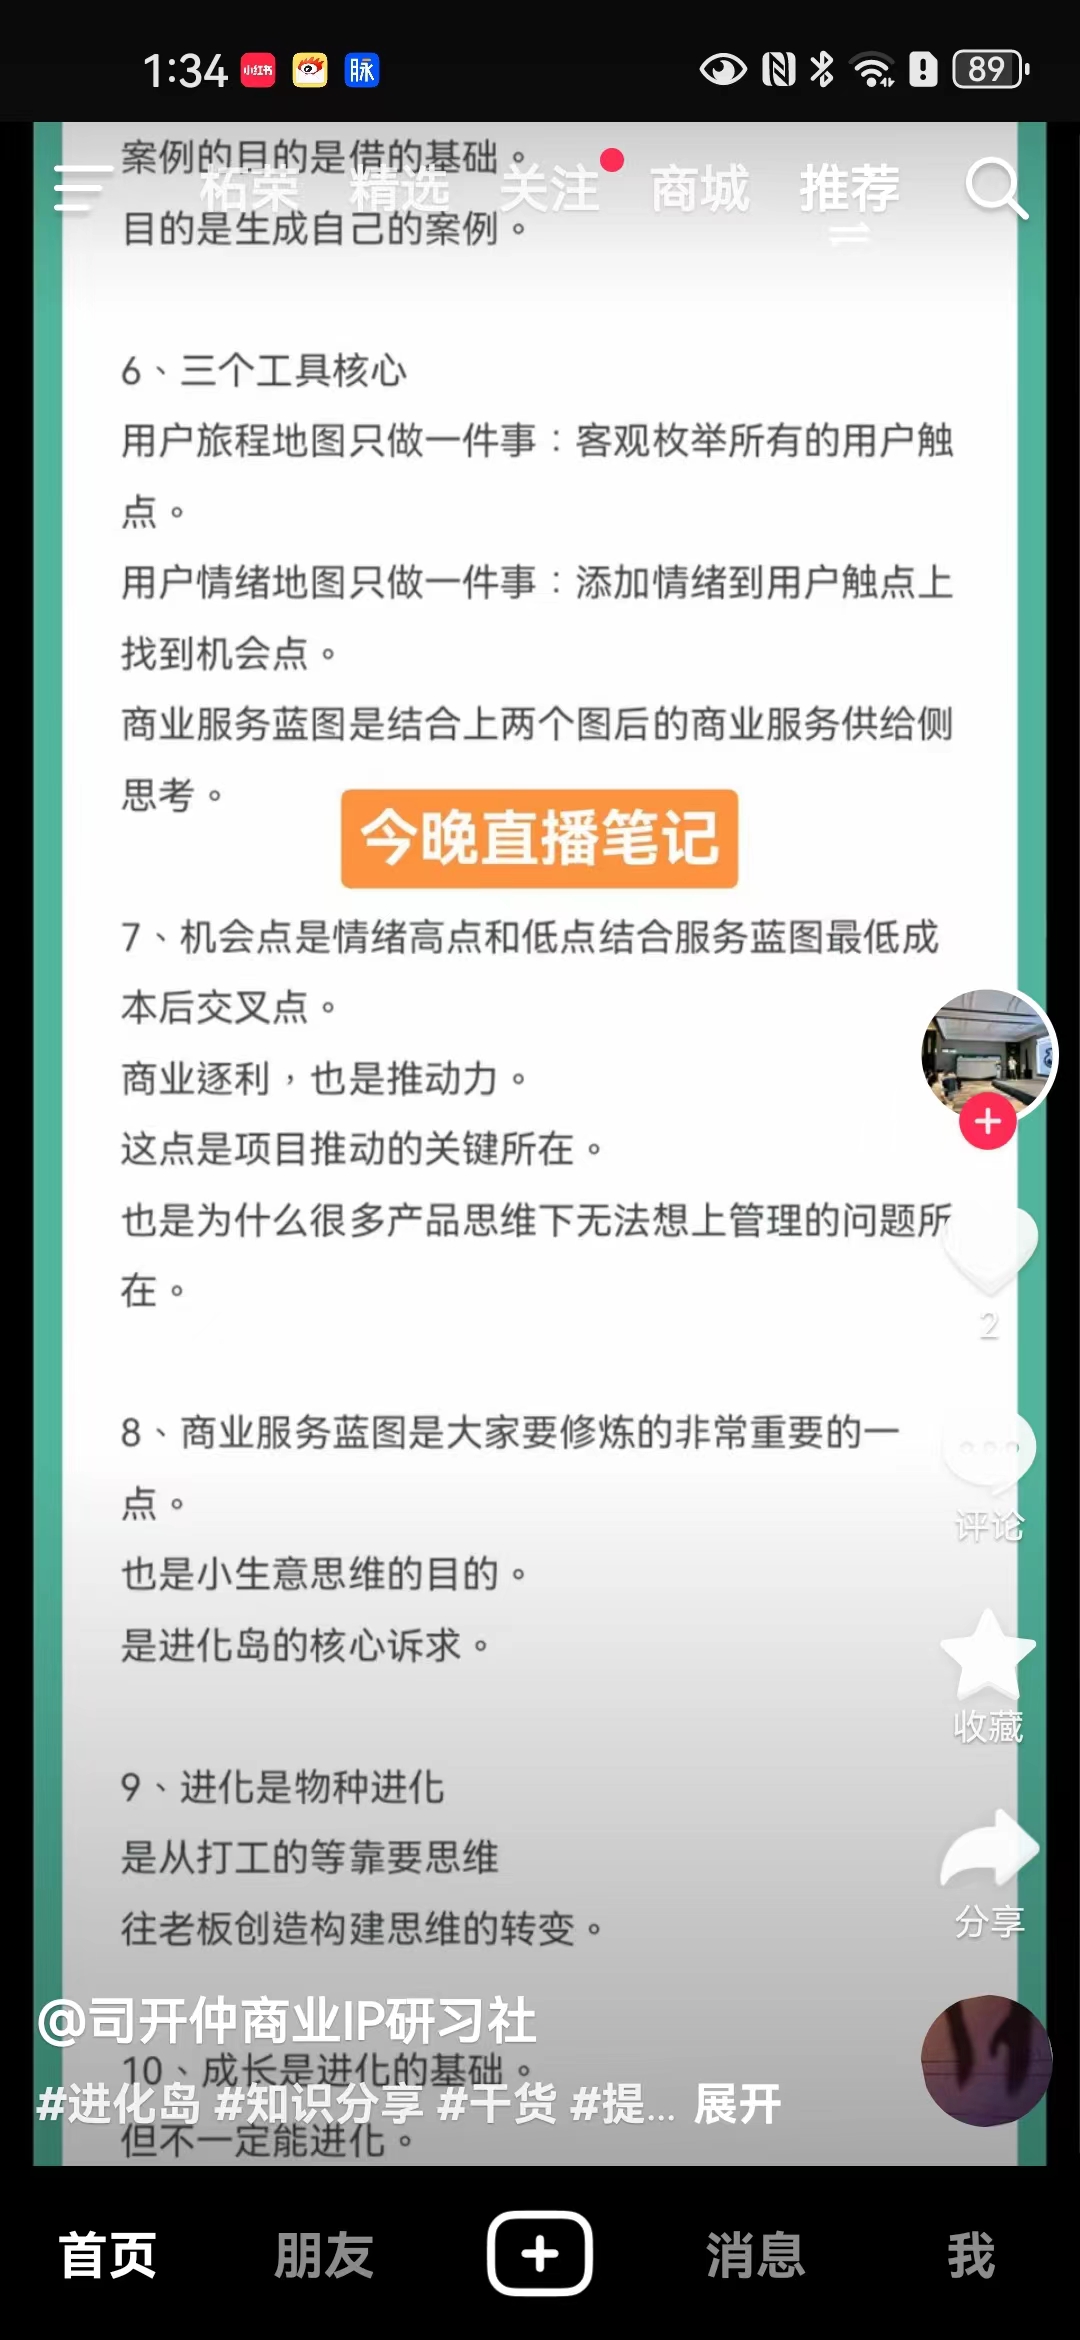 1:34 小红书 脉 89
案例的目的是借的基础。
柘荣 精选 关注 商城 推荐
目的是生成自己的案例。
6、三个工具核心
用户旅程地图只做一件事：客观枚举所有的用户触
点。
用户情绪地图只做一件事：添加情绪到用户触点上
找到机会点。
商业服务蓝图是结合上两个图后的商业服务供给侧
思考。
今晚直播笔记
7、机会点是情绪高点和低点结合服务蓝图最低成
本后交叉点。
商业逐利，也是推动力。
这点是项目推动的关键所在。
也是为什么很多产品思维下无法想上管理的问题所
在。
2
8、商业服务蓝图是大家要修炼的非常重要的一
点。
评论
也是小生意思维的目的。
是进化岛的核心诉求。
收藏
9、进化是物种进化
是从打工的等靠要思维
往老板创造构建思维的转变。
分享
@司开仲商业IP研习社
10、成长是进化的基础。
#进化岛 #知识分享 #干货 #提... 展开
但不一定能进化。
首页 朋友 消息 我